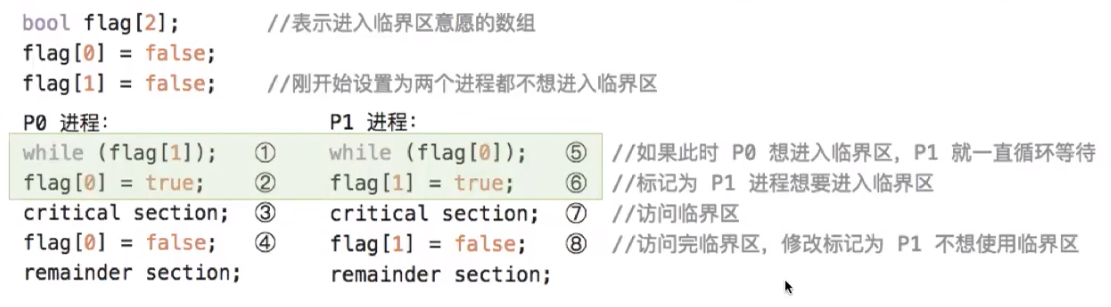 bool flag[2]; //表示进入临界区意愿的数组
flag[0] = false;
flag[1] = false; //刚开始设置为两个进程都不想进入临界区
P0 进程: P1 进程:
while (flag[1]); ① while (flag[0]); ⑤ //如果此时 P0 想进入临界区，P1 就一直循环等待
flag[0] = true; ② flag[1] = true; ⑥ //标记为 P1 进程想要进入临界区
critical section; ③ critical section; ⑦ //访问临界区
flag[0] = false; ④ flag[1] = false; ⑧ //访问完临界区，修改标记为 P1 不想使用临界区
remainder section; remainder section;